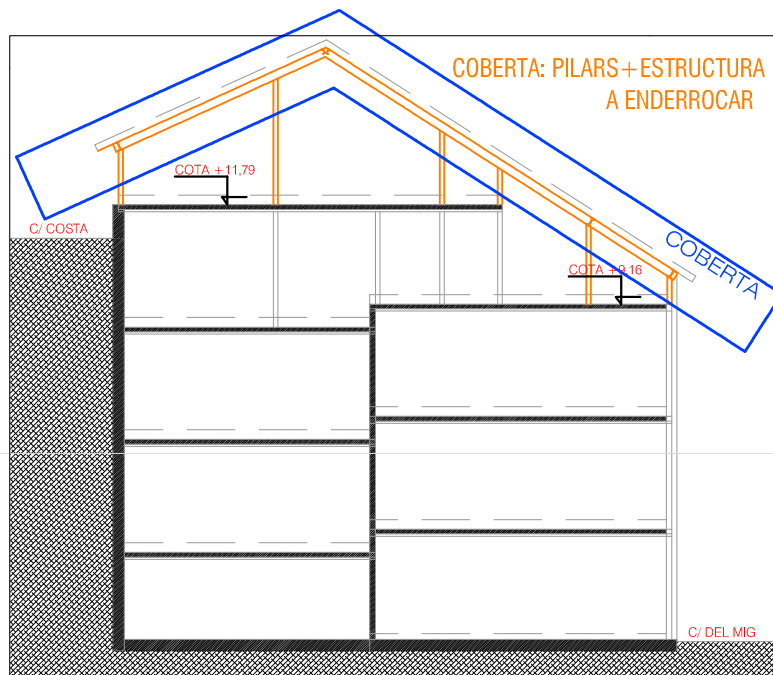 COBERTA: PILARS+ESTRUCTURA
A ENDERROCAR
COTA +11,79
C/ COSTA
COBERTA
COTA +9,16
C/ DEL MIG